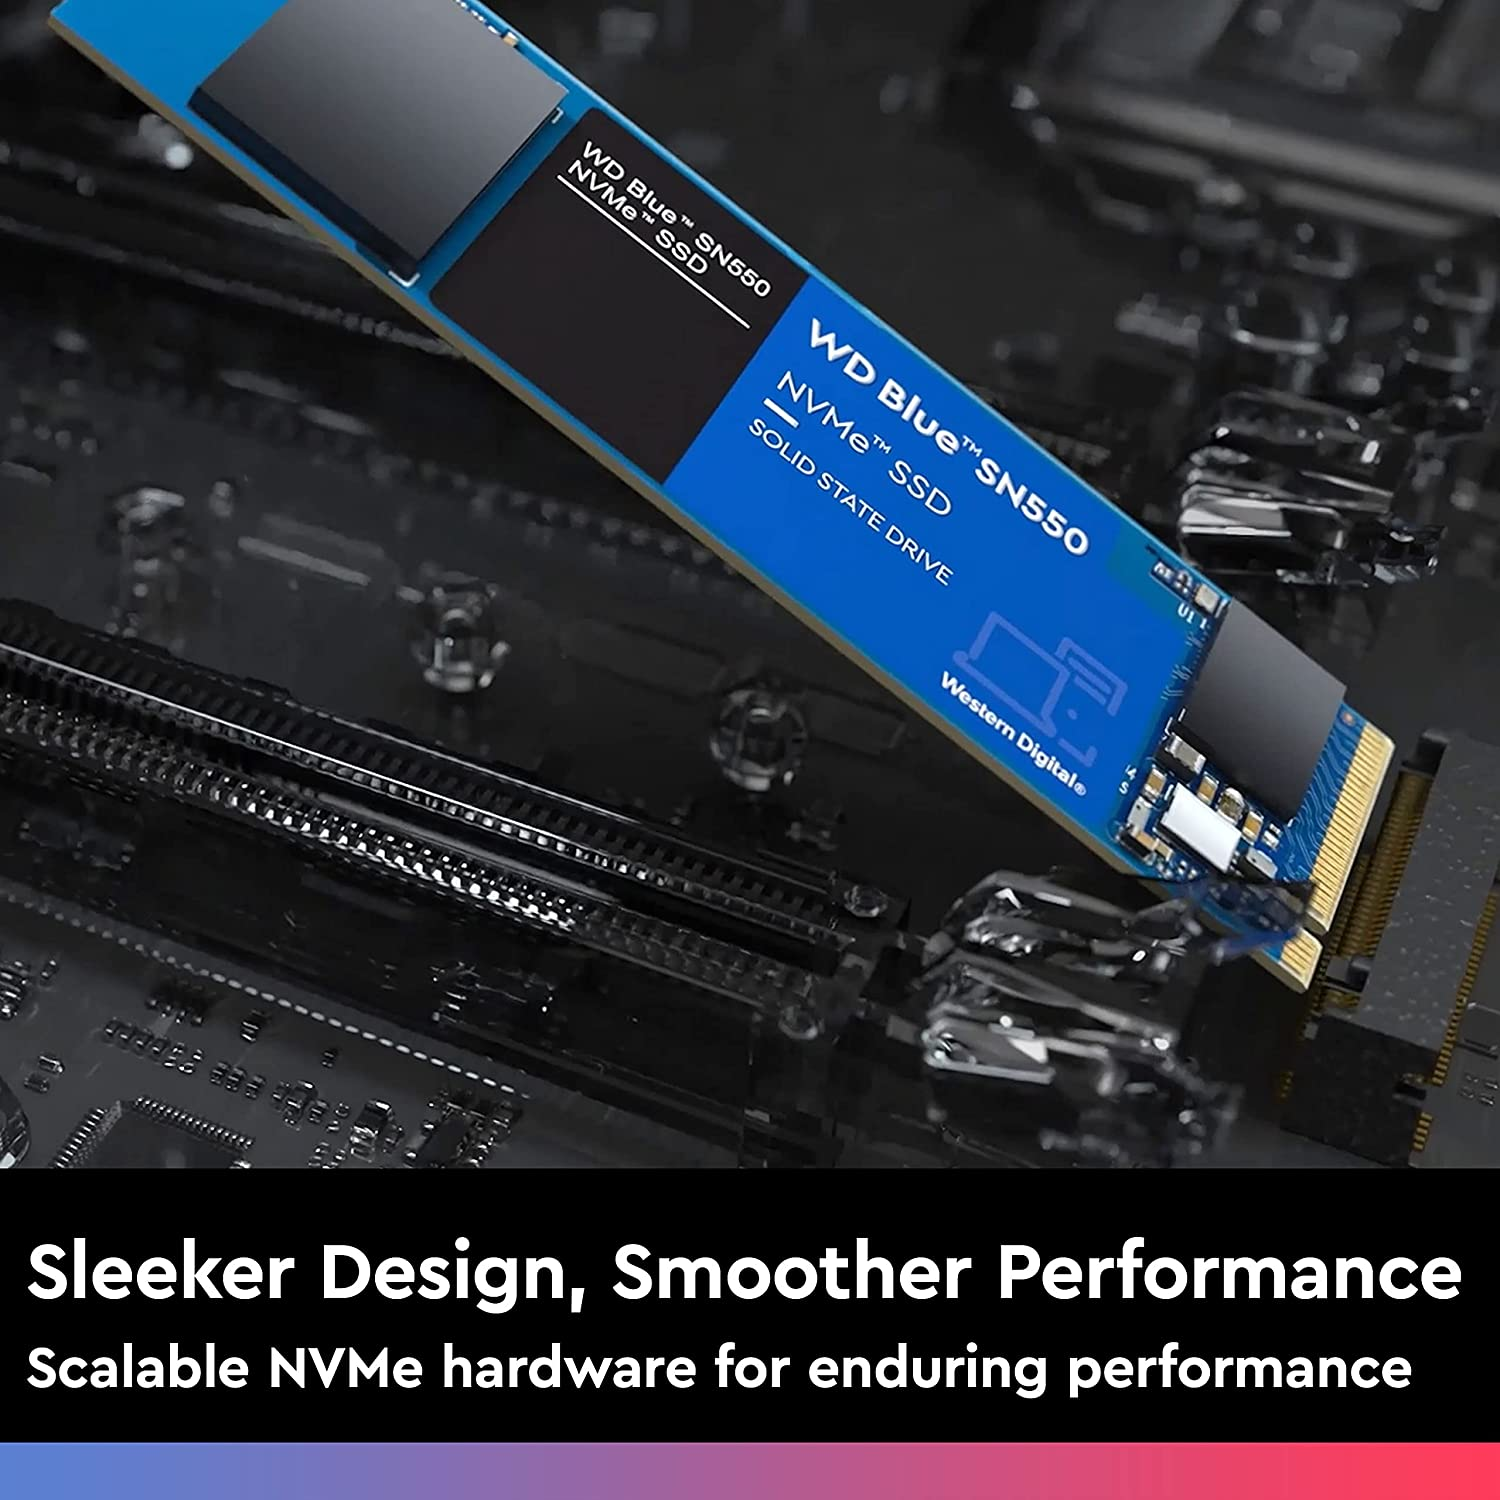 WD Blue™ SN550
NVMe™ SSD
WD Blue™ SN550
NVMe™ SSD
SOLID STATE DRIVE
Western Digital®
Sleeker Design, Smoother Performance
Scalable NVMe hardware for enduring performance